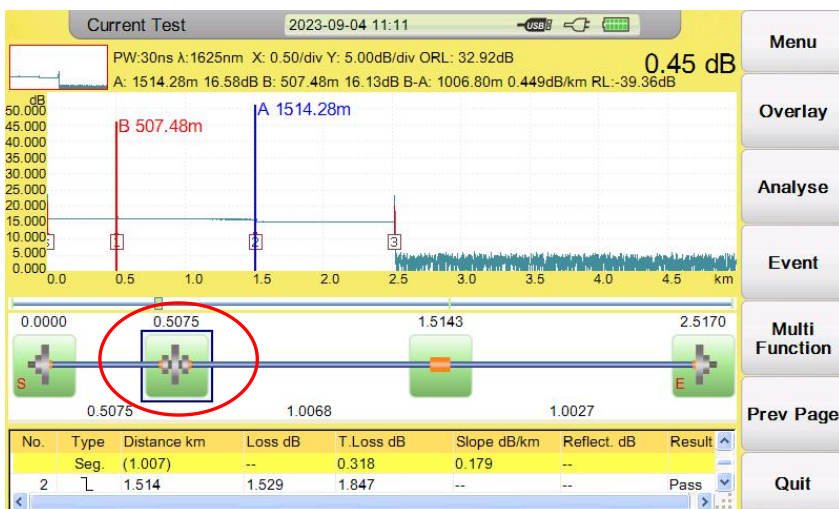 Current Test 2023-09-04 11:11 USB
PW:30ns λ:1625nm X: 0.50/div Y: 5.00dB/div ORL: 32.92dB
0.45 dB
A: 1514.28m 16.58dB B: 507.48m 16.13dB B-A: 1006.80m 0.449dB/km RL:-39.36dB
dB
50.000
45.000
40.000
35.000
30.000
25.000
20.000
15.000
10.000
5.000
0.000
B 507.48m
A 1514.28m
1
2
3
0.0 0.5 1.0 1.5 2.0 2.5 3.0 3.5 4.0 4.5 km
0.0000 0.5075 1.5143 2.5170
S E
0.5075 1.0068 1.0027
No. Type Distance km Loss dB T.Loss dB Slope dB/km Reflect. dB Result
Seg. (1.007) -- 0.318 0.179 --
2 1.514 1.529 1.847 -- -- Pass
Menu
Overlay
Analyse
Event
Multi
Function
Prev Page
Quit